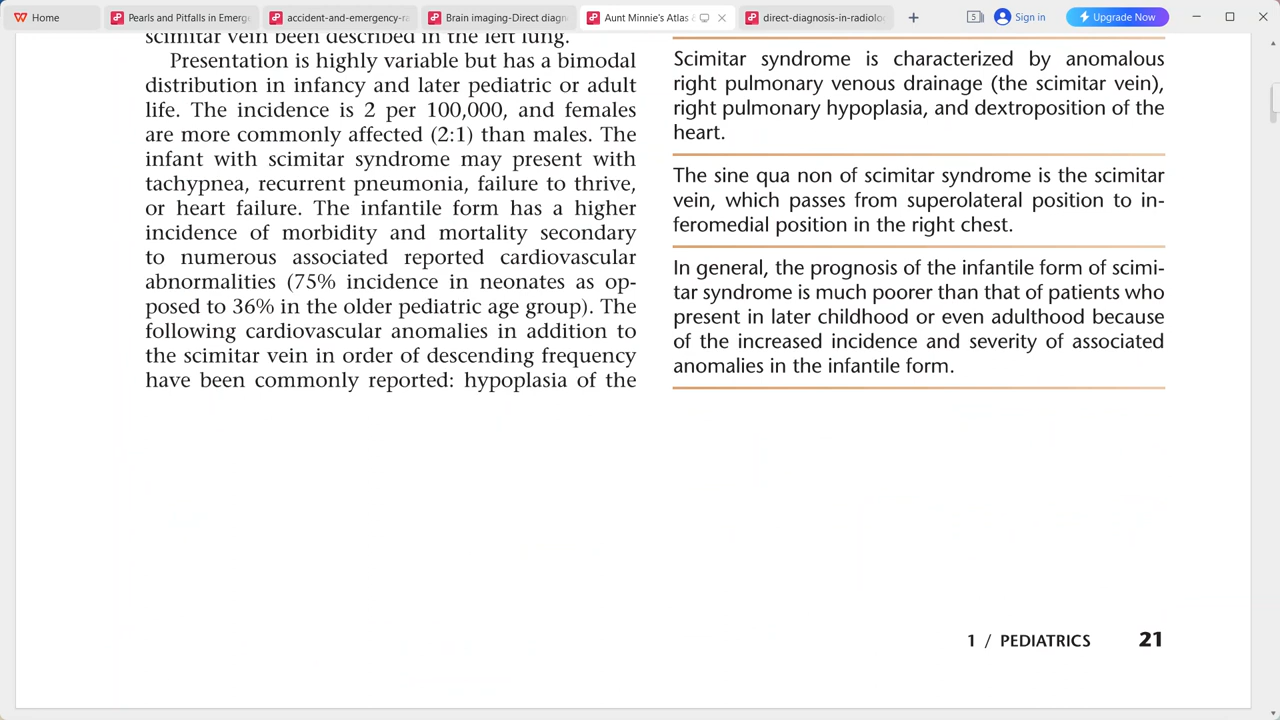 Home
Pearls and Pitfalls in Emerge
accident-and-emergency-ra
Brain imaging-Direct diagn
Aunt Minnie's Atlas
direct-diagnosis-in-radiolo
5
Sign in
Upgrade Now
scimitar vein been described in the left lung.
Presentation is highly variable but has a bimodal
distribution in infancy and later pediatric or adult
life. The incidence is 2 per 100,000, and females
are more commonly affected (2:1) than males. The
infant with scimitar syndrome may present with
tachypnea, recurrent pneumonia, failure to thrive,
or heart failure. The infantile form has a higher
incidence of morbidity and mortality secondary
to numerous associated reported cardiovascular
abnormalities (75% incidence in neonates as op-
posed to 36% in the older pediatric age group). The
following cardiovascular anomalies in addition to
the scimitar vein in order of descending frequency
have been commonly reported: hypoplasia of the
Scimitar syndrome is characterized by anomalous
right pulmonary venous drainage (the scimitar vein),
right pulmonary hypoplasia, and dextroposition of the
heart.
The sine qua non of scimitar syndrome is the scimitar
vein, which passes from superolateral position to in-
feromedial position in the right chest.
In general, the prognosis of the infantile form of scimi-
tar syndrome is much poorer than that of patients who
present in later childhood or even adulthood because
of the increased incidence and severity of associated
anomalies in the infantile form.
1 / PEDIATRICS 21